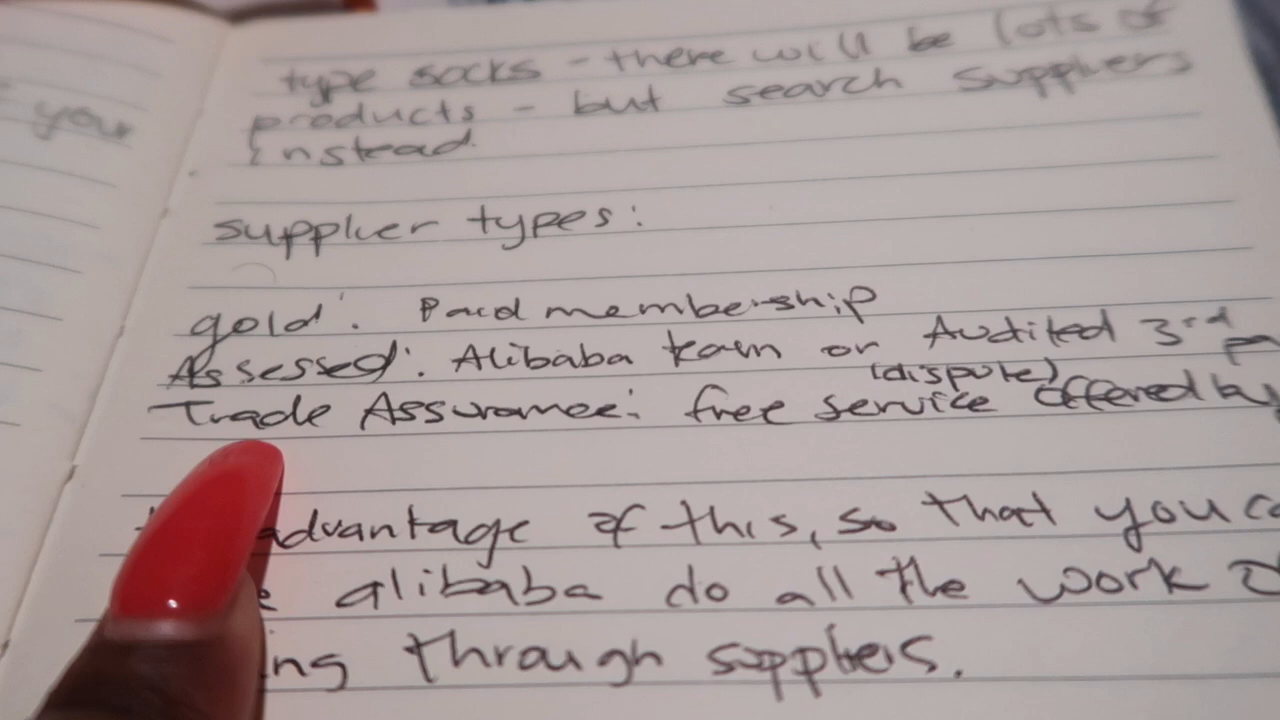 your
type socks - there will be lots of
products - but search suppliers
instead.
supplier types:
gold: Paid membership
Assessed: Alibaba team or Audited 3rd
(dispute)
Trade Assurance: free service offered by
advantage of this, so that you
alibaba do all the work
through suppliers.